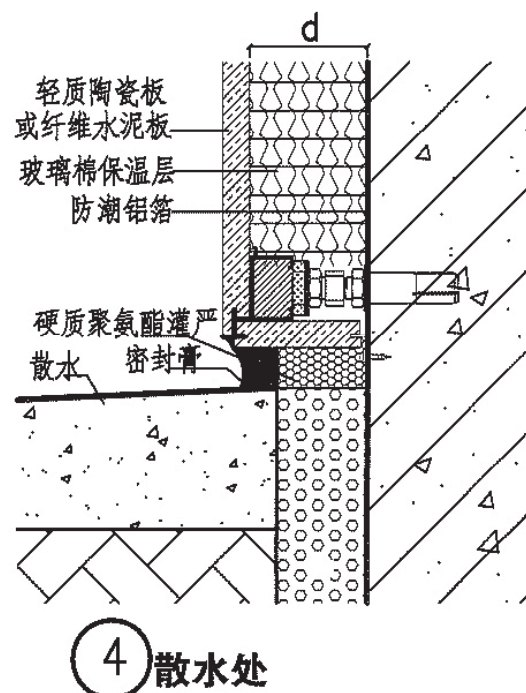 d
轻质陶瓷板
或纤维水泥板
玻璃棉保温层
防潮铝箔
硬质聚氨酯灌严
密封膏
散水
4 散水处